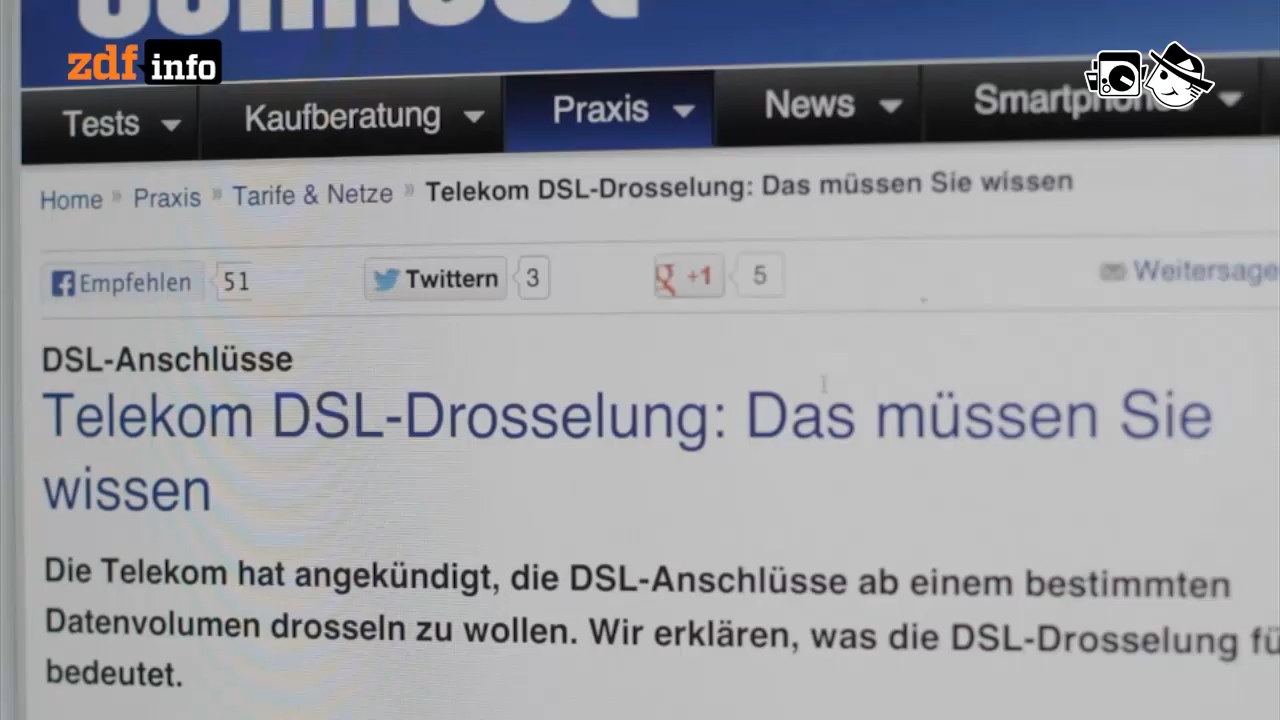 zdf info
Tests Kaufberatung Praxis News
Home » Praxis » Tarife & Netze » Telekom DSL-Drosselung: Das müssen Sie wissen
Empfehlen 51 Twittern 3 +1 5
DSL-Anschlüsse
Telekom DSL-Drosselung: Das müssen Sie
wissen
Die Telekom hat angekündigt, die DSL-Anschlüsse ab einem bestimmten
Datenvolumen drosseln zu wollen. Wir erklären, was die DSL-Drosselung
bedeutet.